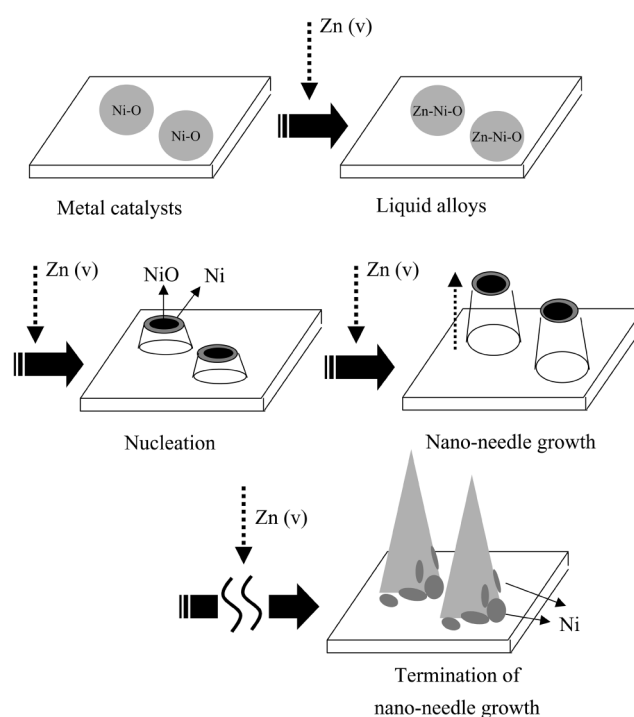 Zn (v)
Ni-O
Ni-O
Zn-Ni-O
Zn-Ni-O
Metal catalysts
Liquid alloys
Zn (v)
NiO
Ni
Zn (v)
Nucleation
Nano-needle growth
Zn (v)
Ni
Termination of
nano-needle growth